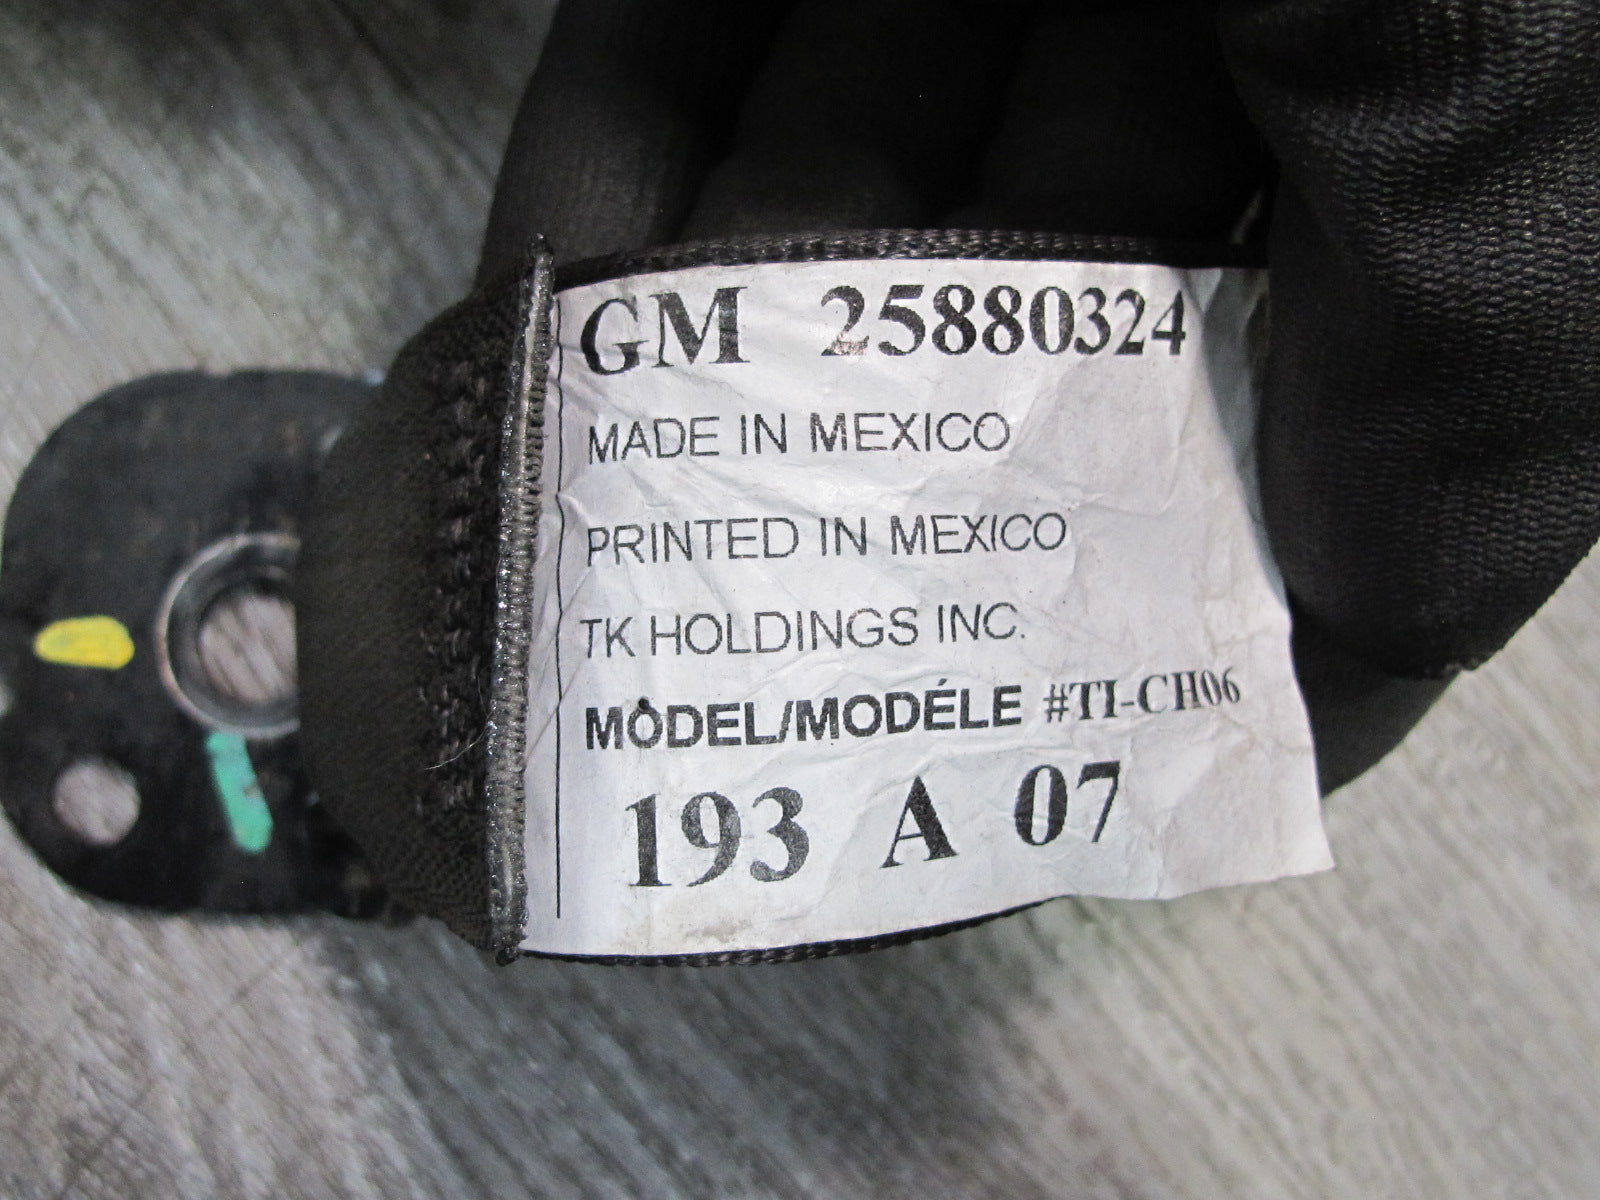 GM 25880324
MADE IN MEXICO
PRINTED IN MEXICO
TK HOLDINGS INC.
MODEL/MODÉLE #TI-CH06
193 A 07